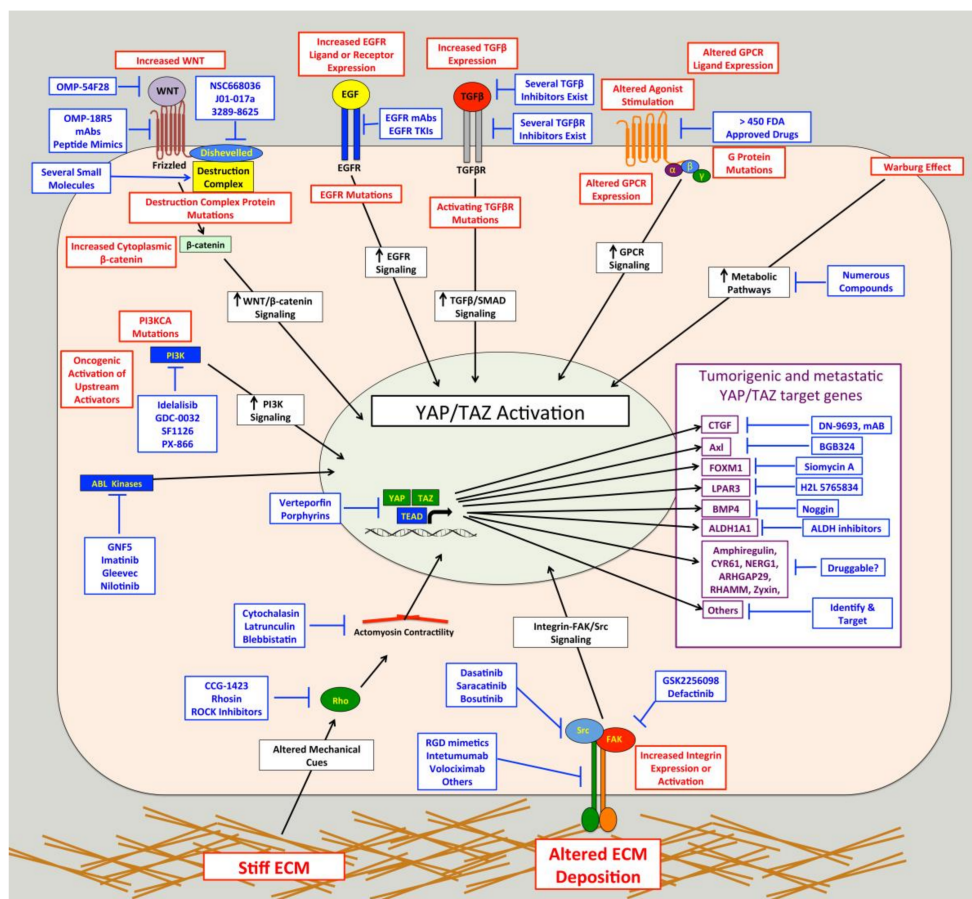 Increased WNT
OMP-54F28
WNT
NSC668036
J01-017a
3289-8625
OMP-18R5
mAbs
Peptide Mimics
Frizzled
Dishevelled
Destruction
Complex
Several Small
Molecules
Destruction Complex Protein
Mutations
Increased Cytoplasmic
β-catenin
β-catenin
WNT/β-catenin
Signaling
Increased EGFR
Ligand or Receptor
Expression
EGF
EGFR mAbs
EGFR TKIs
EGFR
EGFR Mutations
EGFR
Signaling
Increased TGFβ
Expression
TGFβ
Several TGFβ
Inhibitors Exist
Several TGFβR
Inhibitors Exist
TGFβR
Activating TGFβR
Mutations
TGFβ/SMAD
Signaling
Altered GPCR
Ligand Expression
Altered Agonist
Stimulation
> 450 FDA
Approved Drugs
α
β
γ
G Protein
Mutations
Altered GPCR
Expression
GPCR
Signaling
Warburg Effect
Metabolic
Pathways
Numerous
Compounds
PI3KCA
Mutations
Oncogenic
Activation of
Upstream
Activators
PI3K
Idelalisib
GDC-0032
SF1126
PX-866
PI3K
Signaling
ABL Kinases
GNF5
Imatinib
Gleevec
Nilotinib
YAP/TAZ Activation
Verteporfin
Porphyrins
YAP
TAZ
TEAD
Tumorigenic and metastatic
YAP/TAZ target genes
CTGF
DN-9693, mAB
Axl
BGB324
FOXM1
Siomycin A
LPAR3
H2L 5765834
BMP4
Noggin
ALDH1A1
ALDH inhibitors
Amphiregulin,
CYR61, NERG1,
ARHGAP29,
RHAMM, Zyxin,
Druggable?
Others
Identify &
Target
Cytochalasin
Latrunculin
Blebbistatin
Actomyosin Contractility
Integrin-FAK/Src
Signaling
CCG-1423
Rhosin
ROCK Inhibitors
Rho
Altered Mechanical
Cues
Dasatinib
Saracatinib
Bosutinib
GSK2256098
Defactinib
Src
FAK
RGD mimetics
Intetumumab
Volociximab
Others
Increased Integrin
Expression or
Activation
Stiff ECM
Altered ECM
Deposition